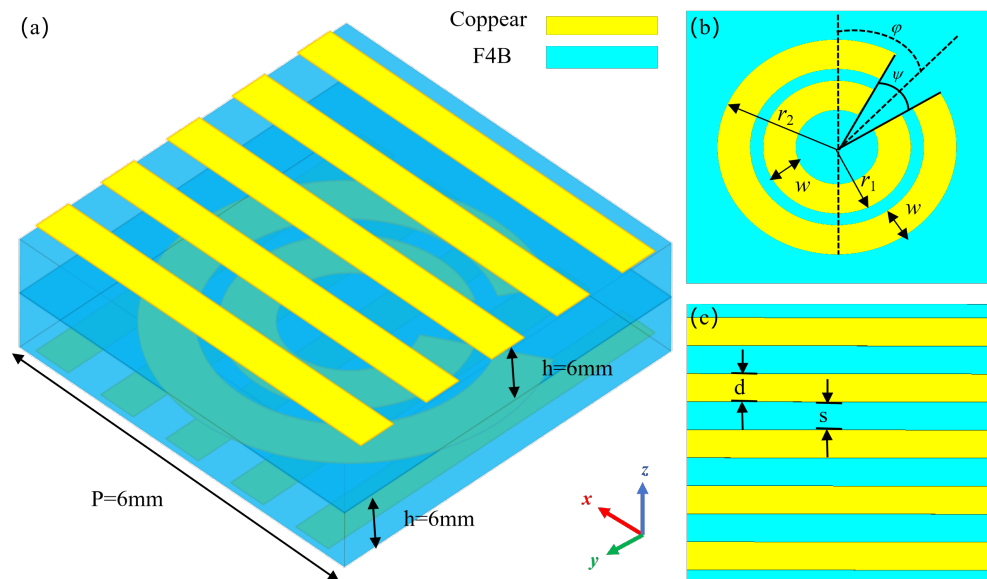 (a)
Coppear
F4B
h=6mm
h=6mm
P=6mm
x
y
z
(b)
φ
ψ
r2
r1
w
w
(c)
d
s